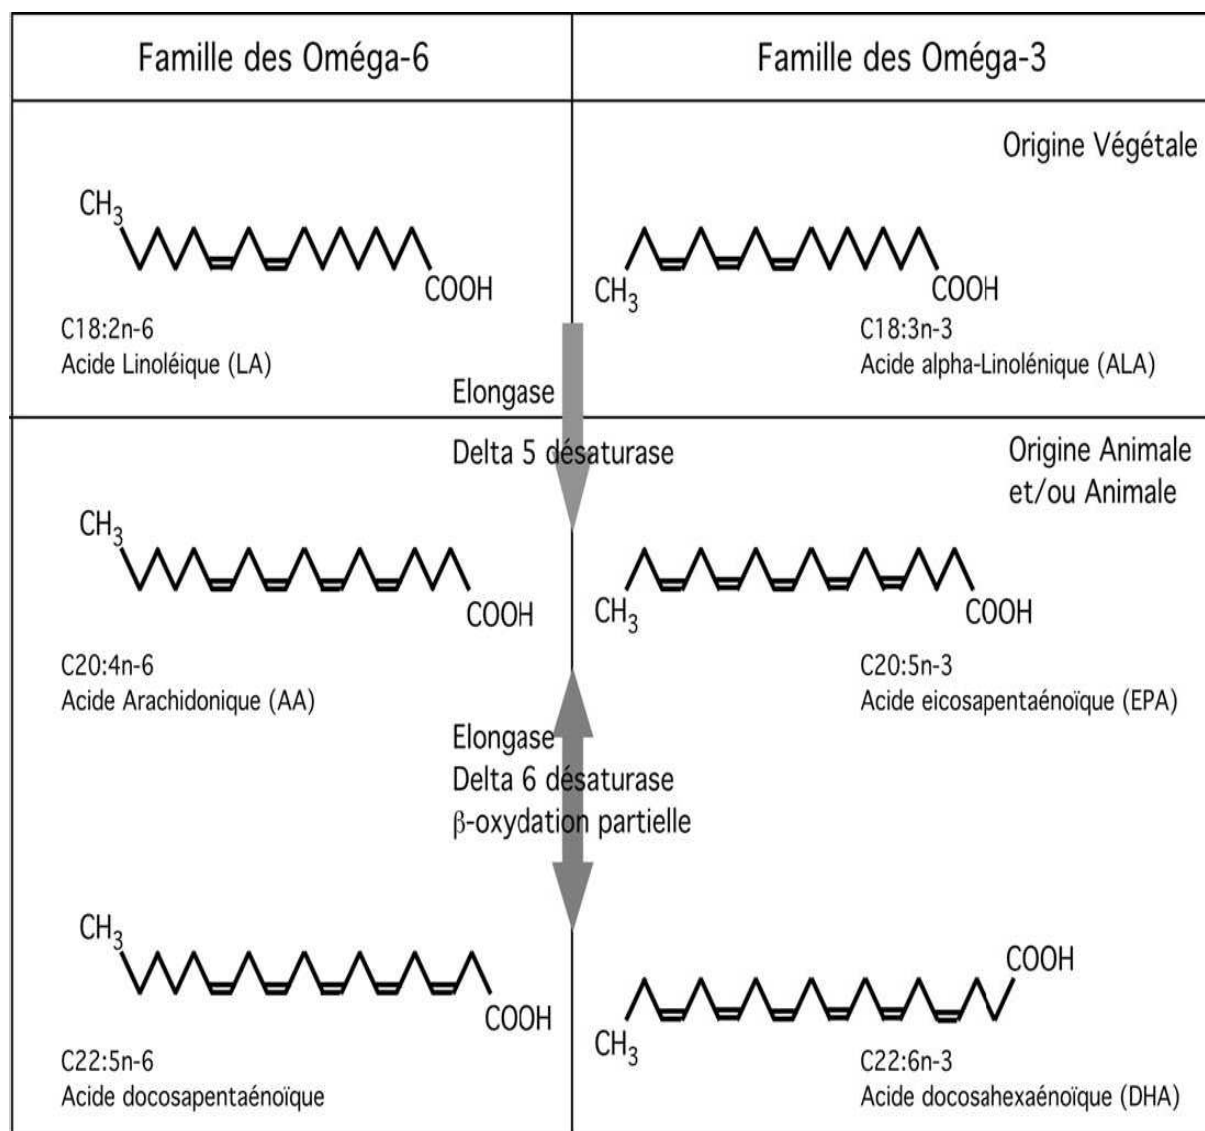 Famille des Oméga-6
Famille des Oméga-3
Origine Végétale
CH3
COOH
C18:2n-6
Acide Linoléique (LA)
CH3
COOH
C18:3n-3
Acide alpha-Linolénique (ALA)
Elongase
Delta 5 désaturase
Origine Animale
et/ou Animale
CH3
COOH
C20:4n-6
Acide Arachidonique (AA)
CH3
COOH
C20:5n-3
Acide eicosapentaénoïque (EPA)
Elongase
Delta 6 désaturase
β-oxydation partielle
CH3
COOH
C22:5n-6
Acide docosapentaénoïque
COOH
CH3
C22:6n-3
Acide docosahexaénoïque (DHA)